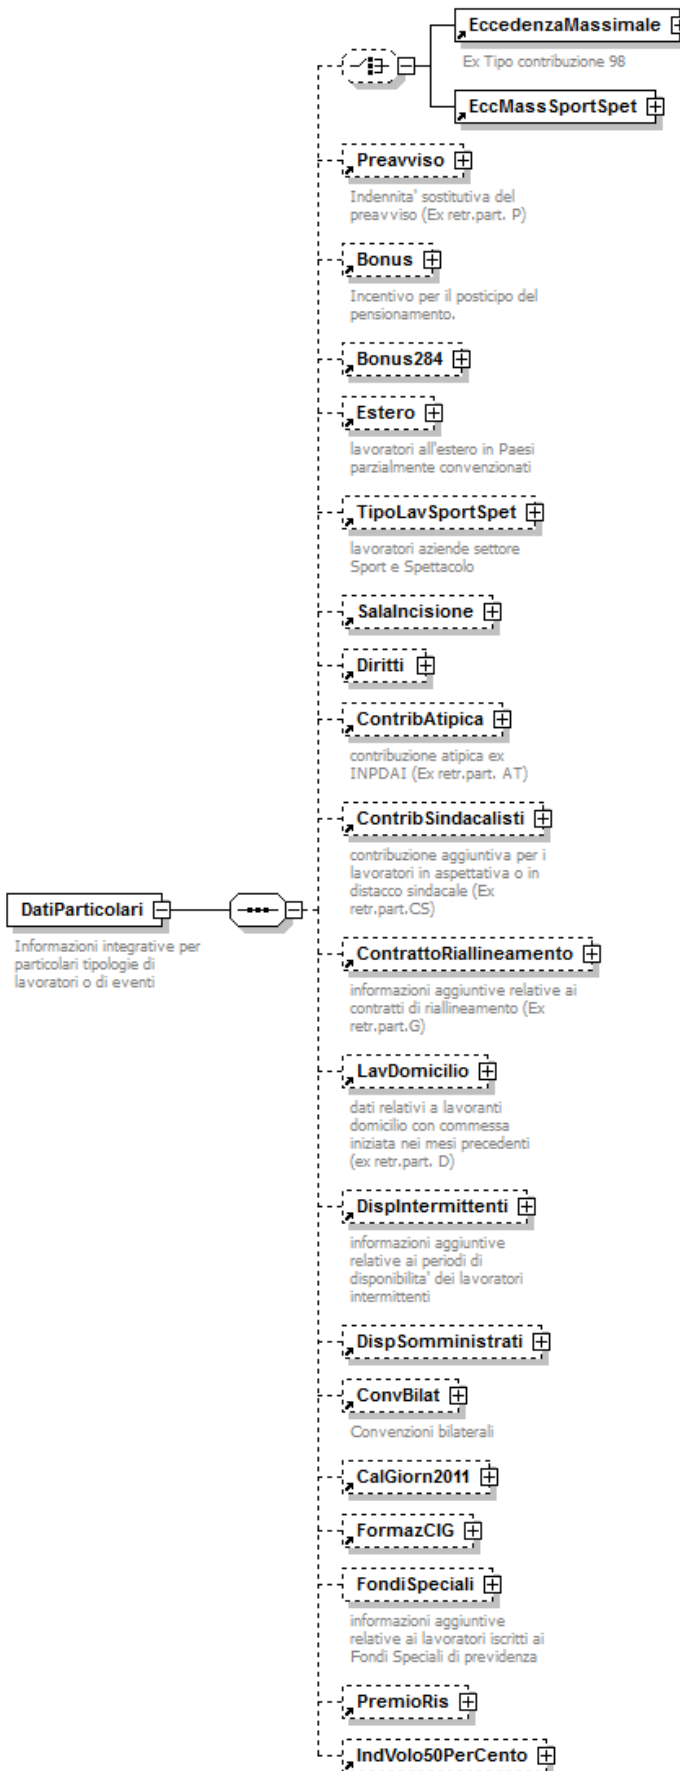 EccedenzaMassimale
Ex Tipo contribuzione 98
EccMassSportSpet
Preavviso
Indennita' sostitutiva del
preavviso (Ex retr.part. P)
Bonus
Incentivo per il posticipo del
pensionamento.
Bonus284
Estero
lavoratori all'estero in Paesi
parzialmente convenzionati
TipoLavSportSpet
lavoratori aziende settore
Sport e Spettacolo
SalaIncisione
Diritti
ContribAtipica
contribuzione atipica ex
INPDAI (Ex retr.part. AT)
ContribSindacalisti
contribuzione aggiuntiva per i
lavoratori in aspettativa o in
distacco sindacale (Ex
retr.part.CS)
DatiParticolari
Informazioni integrative per
particolari tipologie di
lavoratori o di eventi
ContrattoRiallineamento
informazioni aggiuntive relative ai
contratti di riallineamento (Ex
retr.part.G)
LavDomicilio
dati relativi a lavoranti
domicilio con commessa
iniziata nei mesi precedenti
(ex retr.part. D)
DispIntermittenti
informazioni aggiuntive
relative ai periodi di
disponibilita' dei lavoratori
intermittenti
DispSomministrati
ConvBilat
Convenzioni bilaterali
CalGiorn2011
FormazCIG
FondiSpeciali
informazioni aggiuntive
relative ai lavoratori iscritti ai
Fondi Speciali di previdenza
PremioRis
IndVolo50PerCento